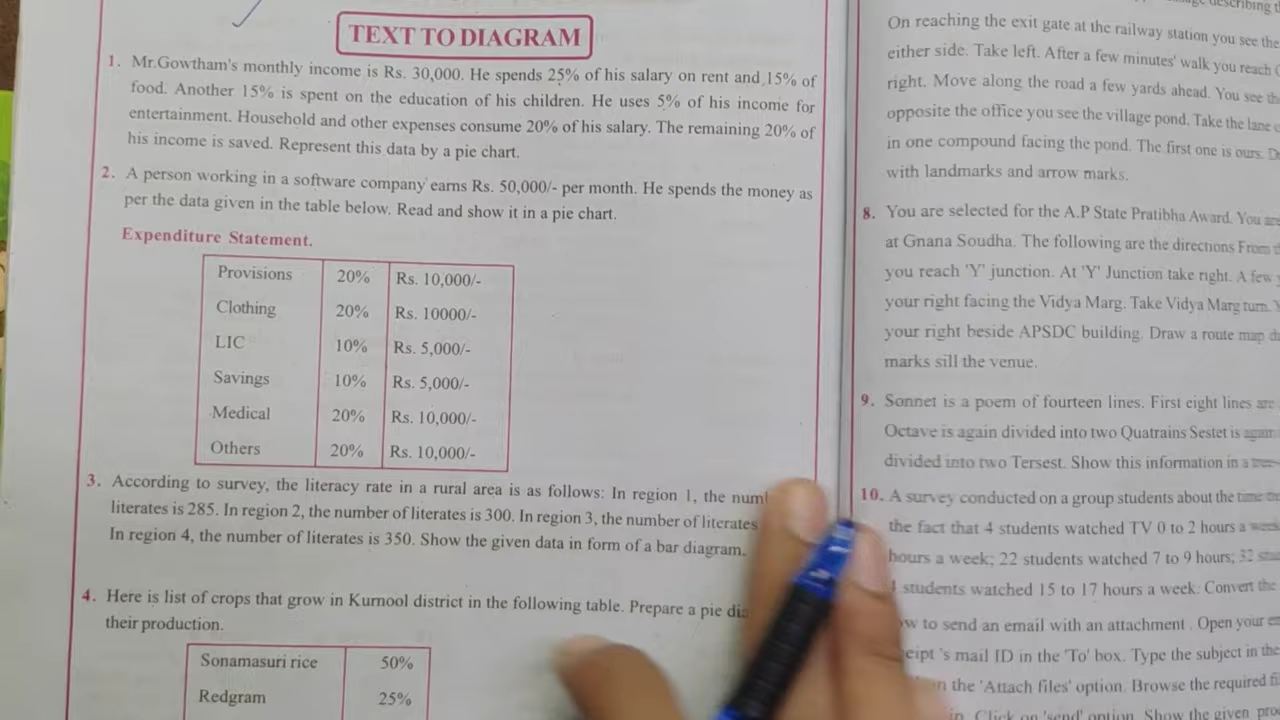 TEXT TO DIAGRAM
1. Mr.Gowtham's monthly income is Rs. 30,000. He spends 25% of his salary on rent and 15% of
food. Another 15% is spent on the education of his children. He uses 5% of his income for
entertainment. Household and other expenses consume 20% of his salary. The remaining 20% of
his income is saved. Represent this data by a pie chart.
2. A person working in a software company earns Rs. 50,000/- per month. He spends the money as
per the data given in the table below. Read and show it in a pie chart.
Expenditure Statement.
Provisions 20% Rs. 10,000/-
Clothing 20% Rs. 10000/-
LIC 10% Rs. 5,000/-
Savings 10% Rs. 5,000/-
Medical 20% Rs. 10,000/-
Others 20% Rs. 10,000/-
3. According to survey, the literacy rate in a rural area is as follows: In region 1, the
literates is 285. In region 2, the number of literates is 300. In region 3, the number of literates
In region 4, the number of literates is 350. Show the given data in form of a bar diagram.
4. Here is list of crops that grow in Kurnool district in the following table. Prepare a pie
their production.
Sonamasuri rice 50%
Redgram 25%
describing
On reaching the exit gate at the railway station you see the
either side. Take left. After a few minutes' walk you reach
right. Move along the road a few yards ahead. You see
opposite the office you see the village pond. Take the lane
in one compound facing the pond. The first one is ours.
with landmarks and arrow marks.
8. You are selected for the A.P State Pratibha Award. You are
at Gnana Soudha. The following are the directions From
you reach 'Y' junction. At 'Y' Junction take right. A few
your right facing the Vidya Marg. Take Vidya Marg turn.
your right beside APSDC building. Draw a route map
marks sill the venue.
9. Sonnet is a poem of fourteen lines. First eight lines are
Octave is again divided into two Quatrains Sestet is again
divided into two Tersest. Show this information in a
10. A survey conducted on a group students about the time
the fact that 4 students watched TV 0 to 2 hours a week
hours a week; 22 students watched 7 to 9 hours; 32
students watched 15 to 17 hours a week. Convert the
to send an email with an attachment . Open your
's mail ID in the 'To' box. Type the subject in the
the 'Attach files' option. Browse the required
Click on 'send' option. Show the given